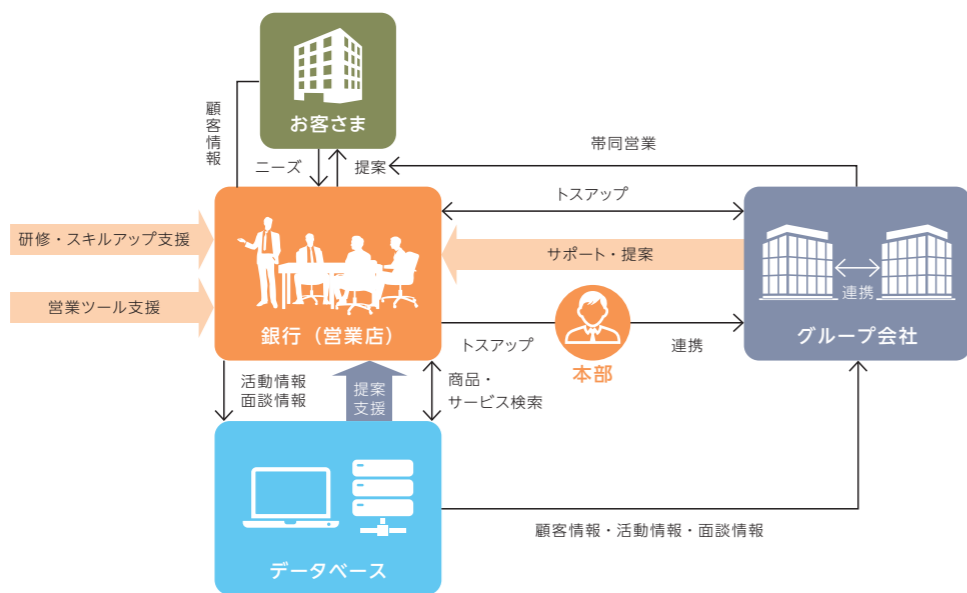 お客さま
顧客情報
ニーズ
提案
帯同営業
トスアップ
研修・スキルアップ支援
サポート・提案
連携
営業ツール支援
銀行（営業店）
グループ会社
トスアップ
連携
本部
活動情報
面談情報
提案
支援
商品・
サービス検索
顧客情報・活動情報・面談情報
データベース